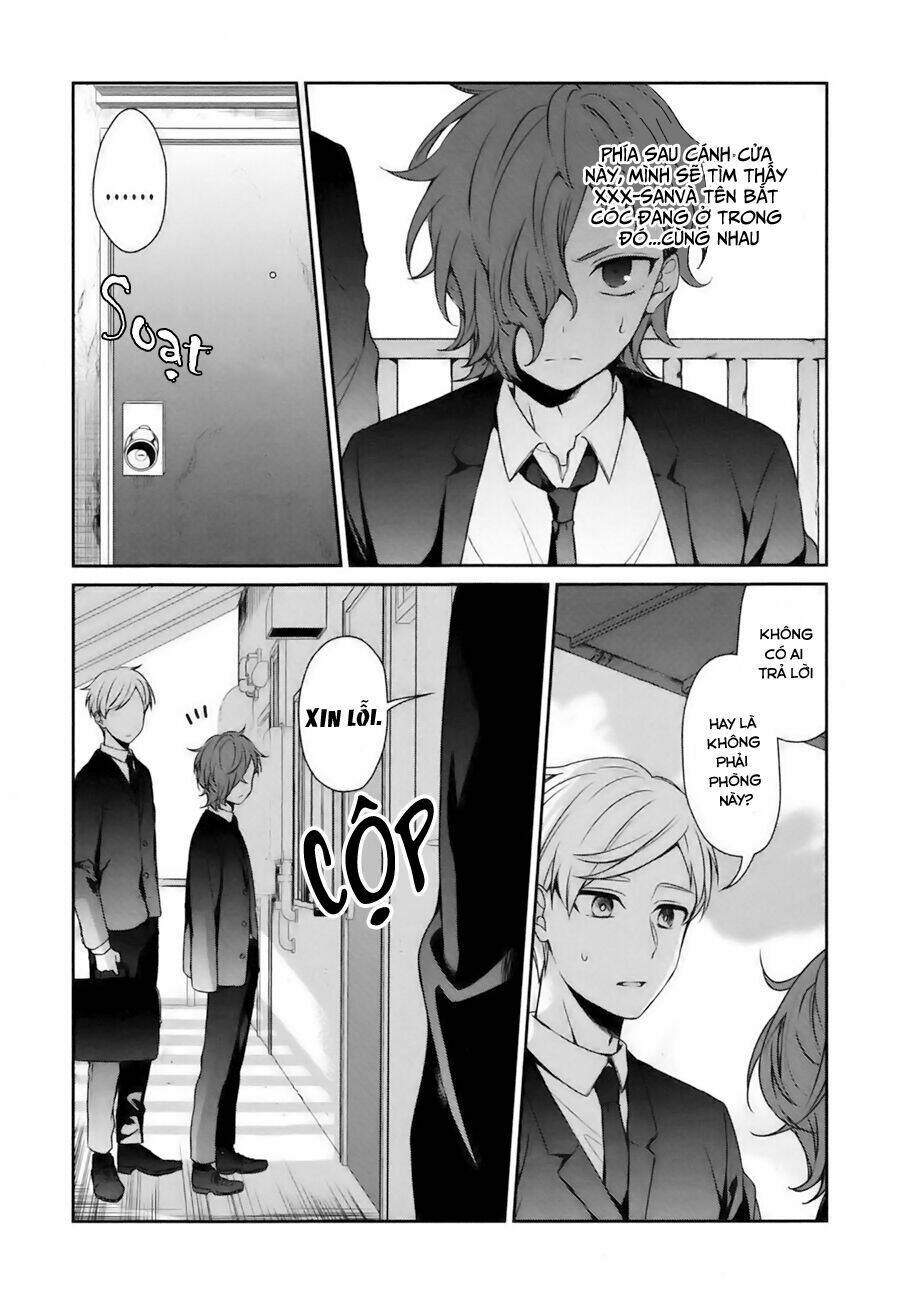 PHÍA SAU CÁNH CỬA
NÀY, MÌNH SẼ TÌM THẤY
XXX-SANVÀ TÊN BẮT
CÓC ĐANG Ở TRONG
ĐÓ...CÙNG NHAU
......
Soạt
KHÔNG
CÓ AI
TRẢ LỜI
HAY LÀ
KHÔNG
PHẢI
PHÒNG
NÀY?
XIN LỖI.
CỘP